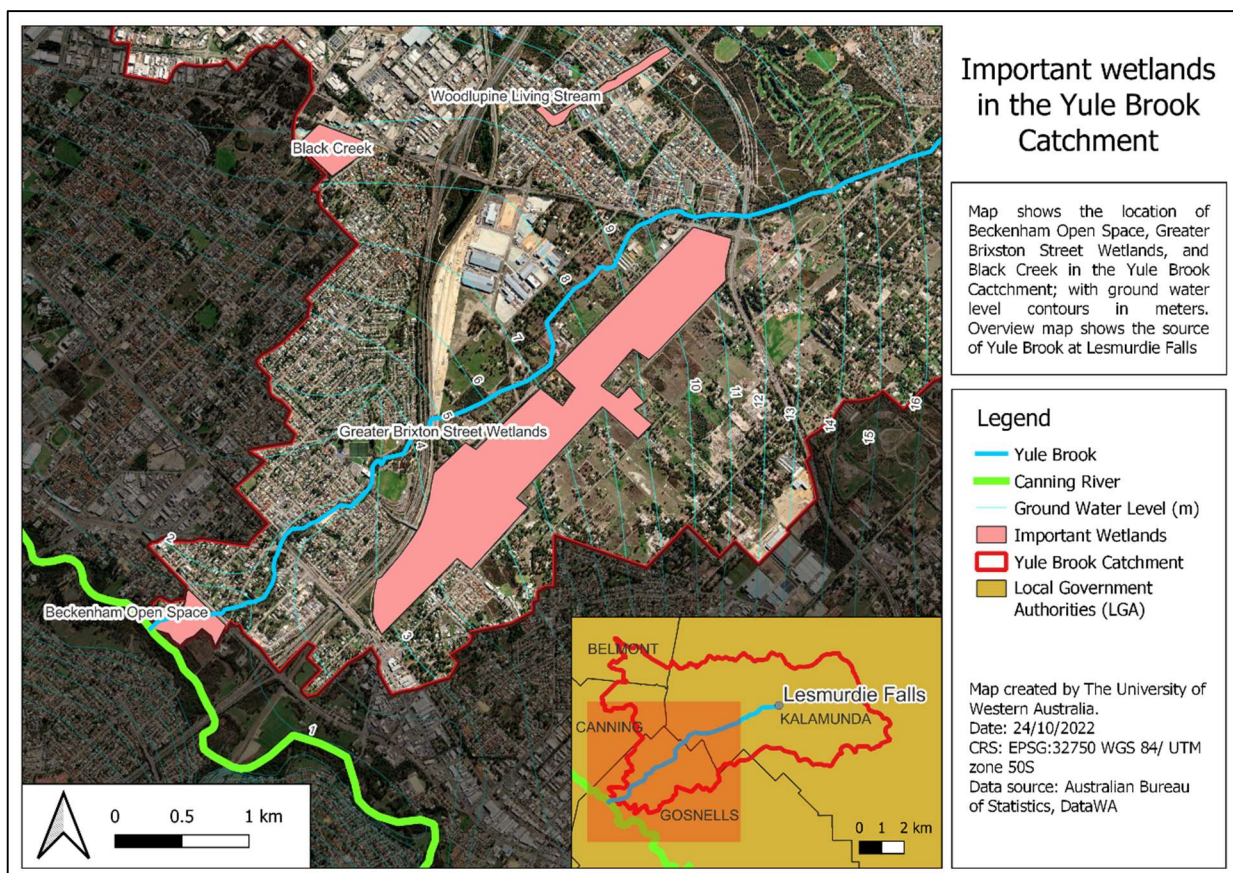 Important wetlands
in the Yule Brook
Catchment
Map shows the location of
Beckenham Open Space, Greater
Brixston Street Wetlands, and
Black Creek in the Yule Brook
Cactchment; with ground water
level contours in meters.
Overview map shows the source
of Yule Brook at Lesmurdie Falls
Legend
Yule Brook
Canning River
Ground Water Level (m)
Important Wetlands
Yule Brook Catchment
Local Government
Authorities (LGA)
Map created by The University of
Western Australia.
Date: 24/10/2022
CRS: EPSG:32750 WGS 84/ UTM
zone 50S
Data source: Australian Bureau
of Statistics, DataWA
Woodlupine Living Stream
Black Creek
9
8
7
6
5
4
Greater Brixton Street Wetlands
10
11
12
13
14
15
16
2
Beckenham Open Space
3
1
0 0.5 1 km
BELMONT
Lesmurdie Falls
KALAMUNDA
CANNING
GOSNELLS
0 1 2 km